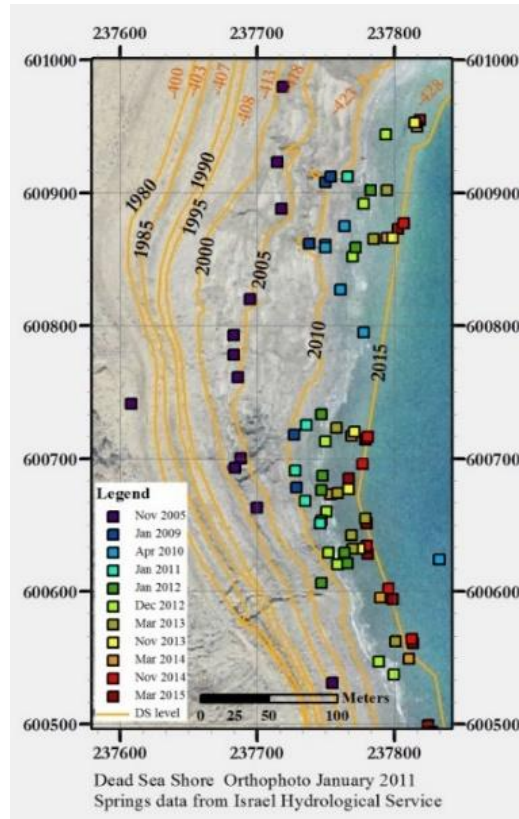 237600 237700 237800
601000 601000
-400
-403
-407
-408
-413
-418
-423
-428
600900 600900
1980
1985
1990
1995
2000
2005
2010
2015
600800 600800
600700 600700
Legend
Nov 2005
Jan 2009
Apr 2010
Jan 2011
Jan 2012
Dec 2012
Mar 2013
Nov 2013
Mar 2014
Nov 2014
Mar 2015
DS level
600600 600600
Meters
0 25 50 100
600500 600500
237600 237700 237800
Dead Sea Shore Orthophoto January 2011
Springs data from Israel Hydrological Service